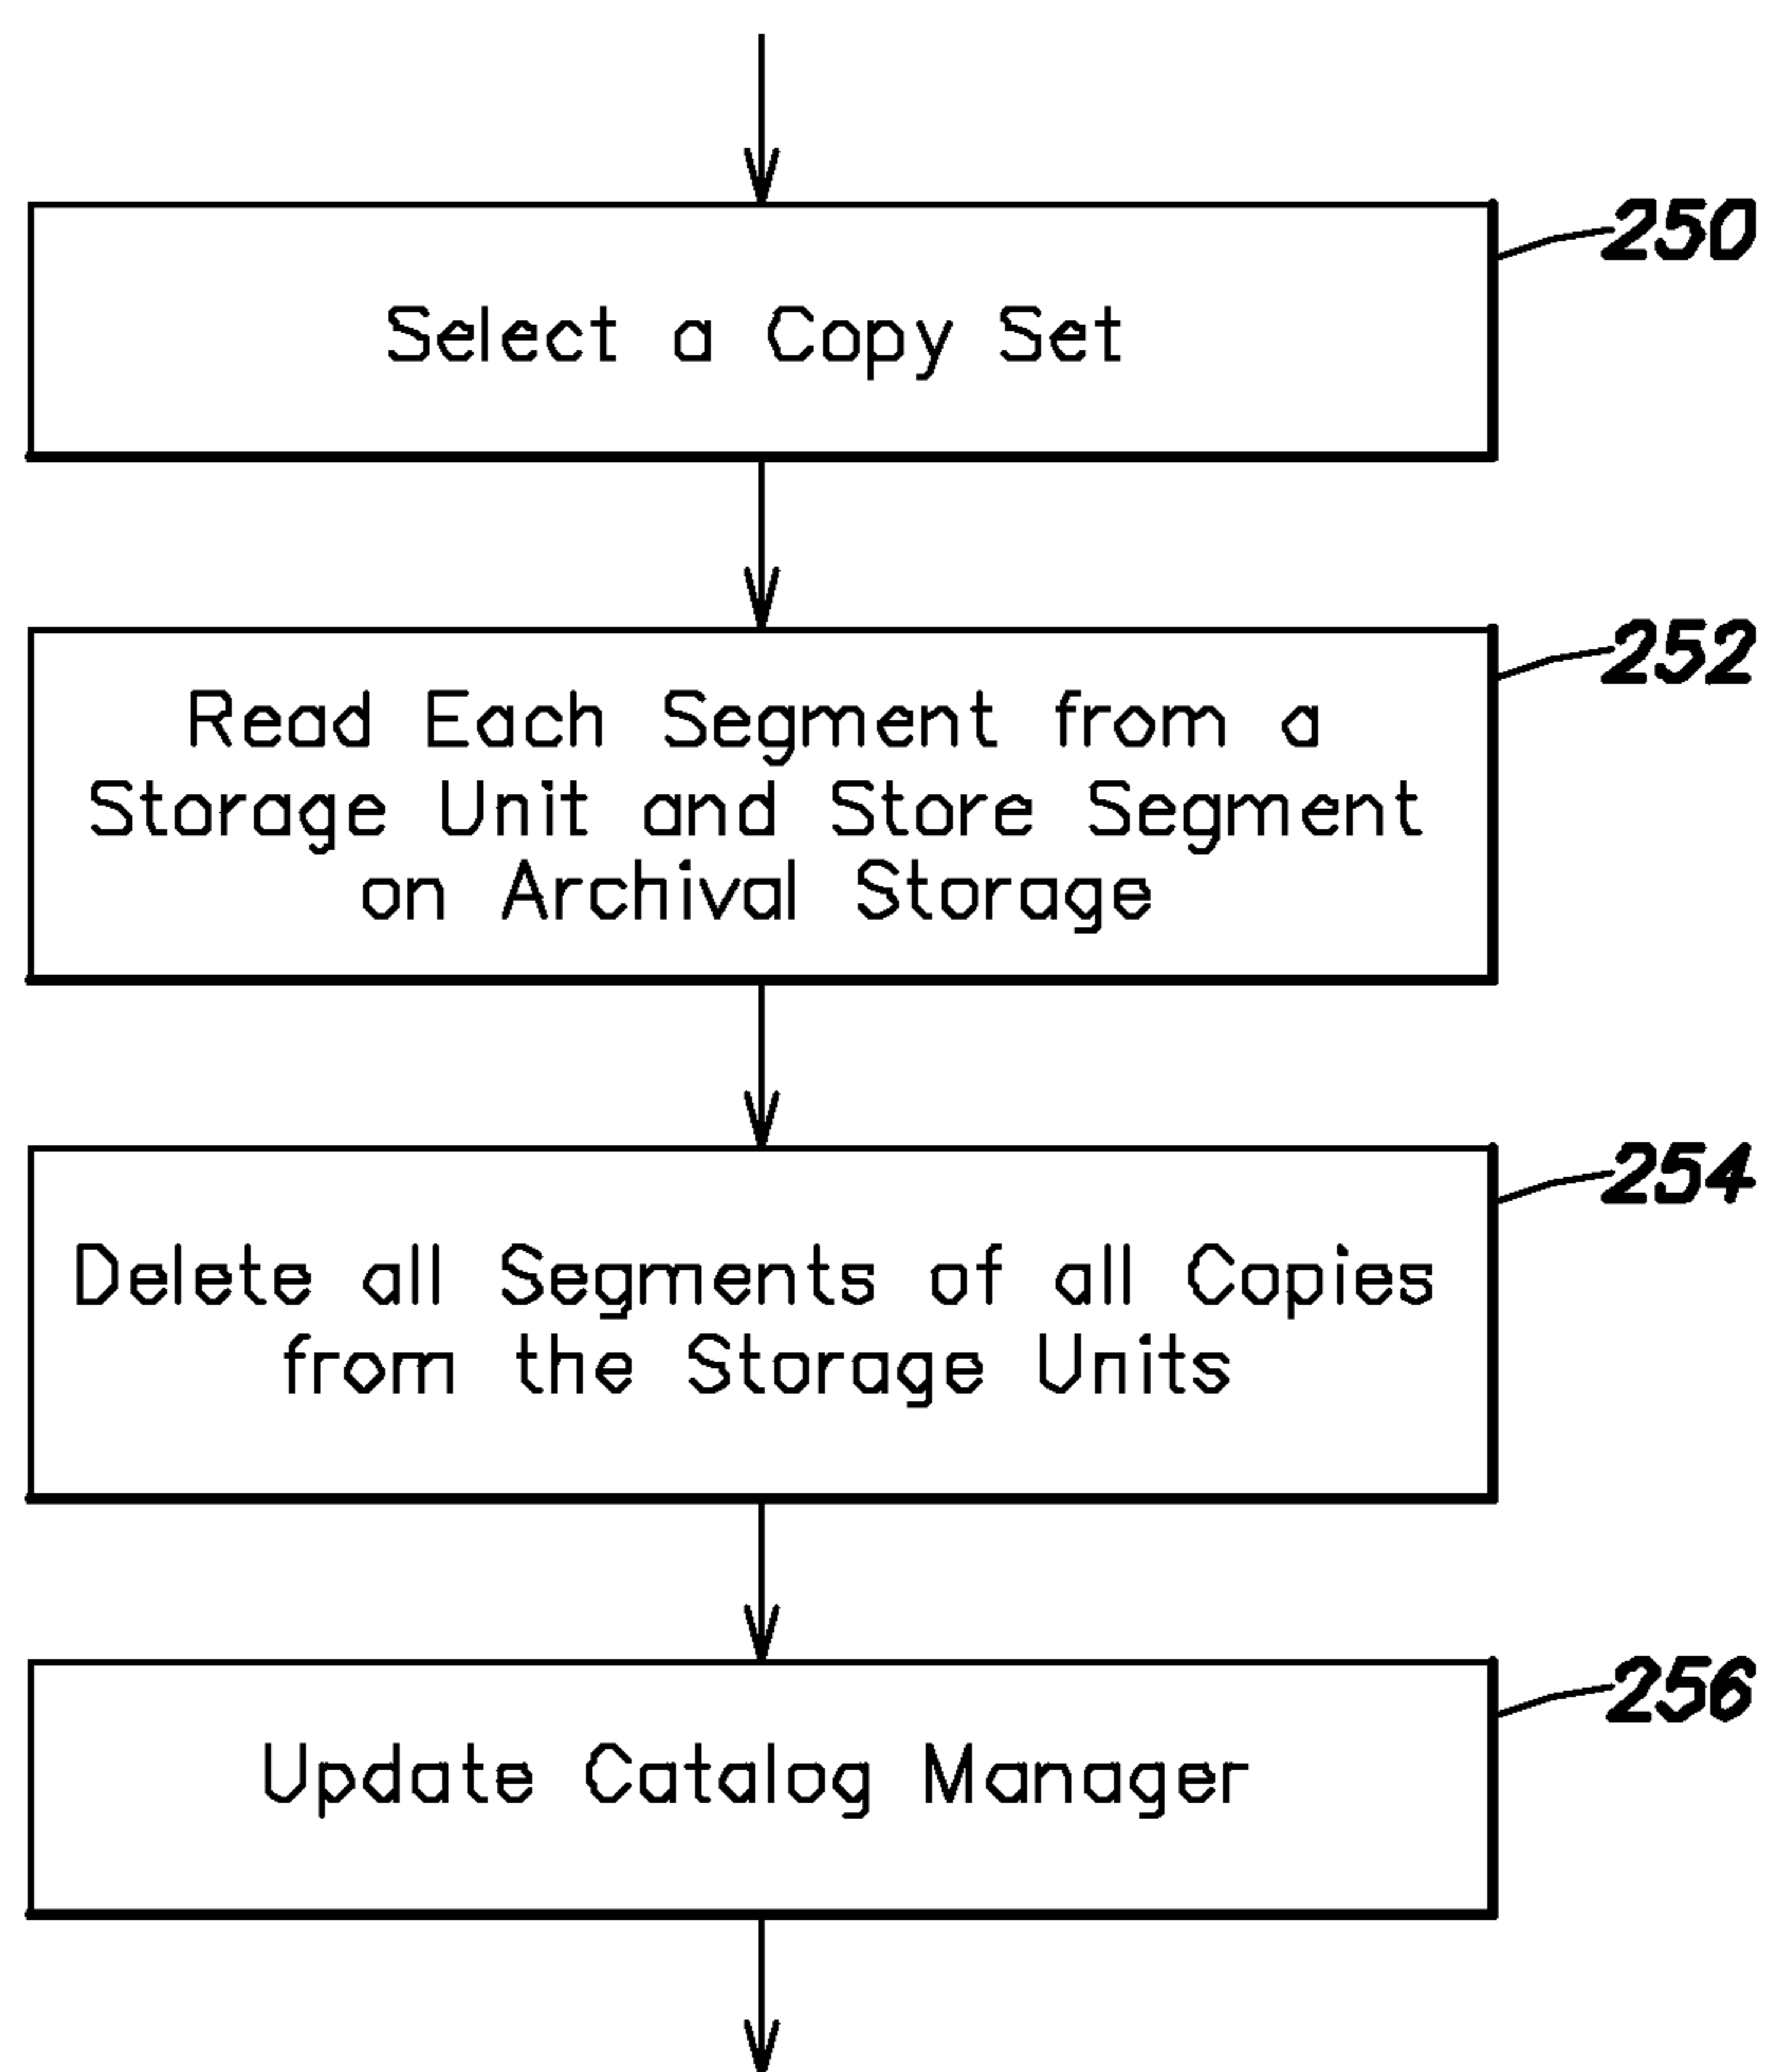 250
Select a Copy Set
252
Read Each Segment from a
Storage Unit and Store Segment
on Archival Storage
254
Delete all Segments of all Copies
from the Storage Units
256
Update Catalog Manager